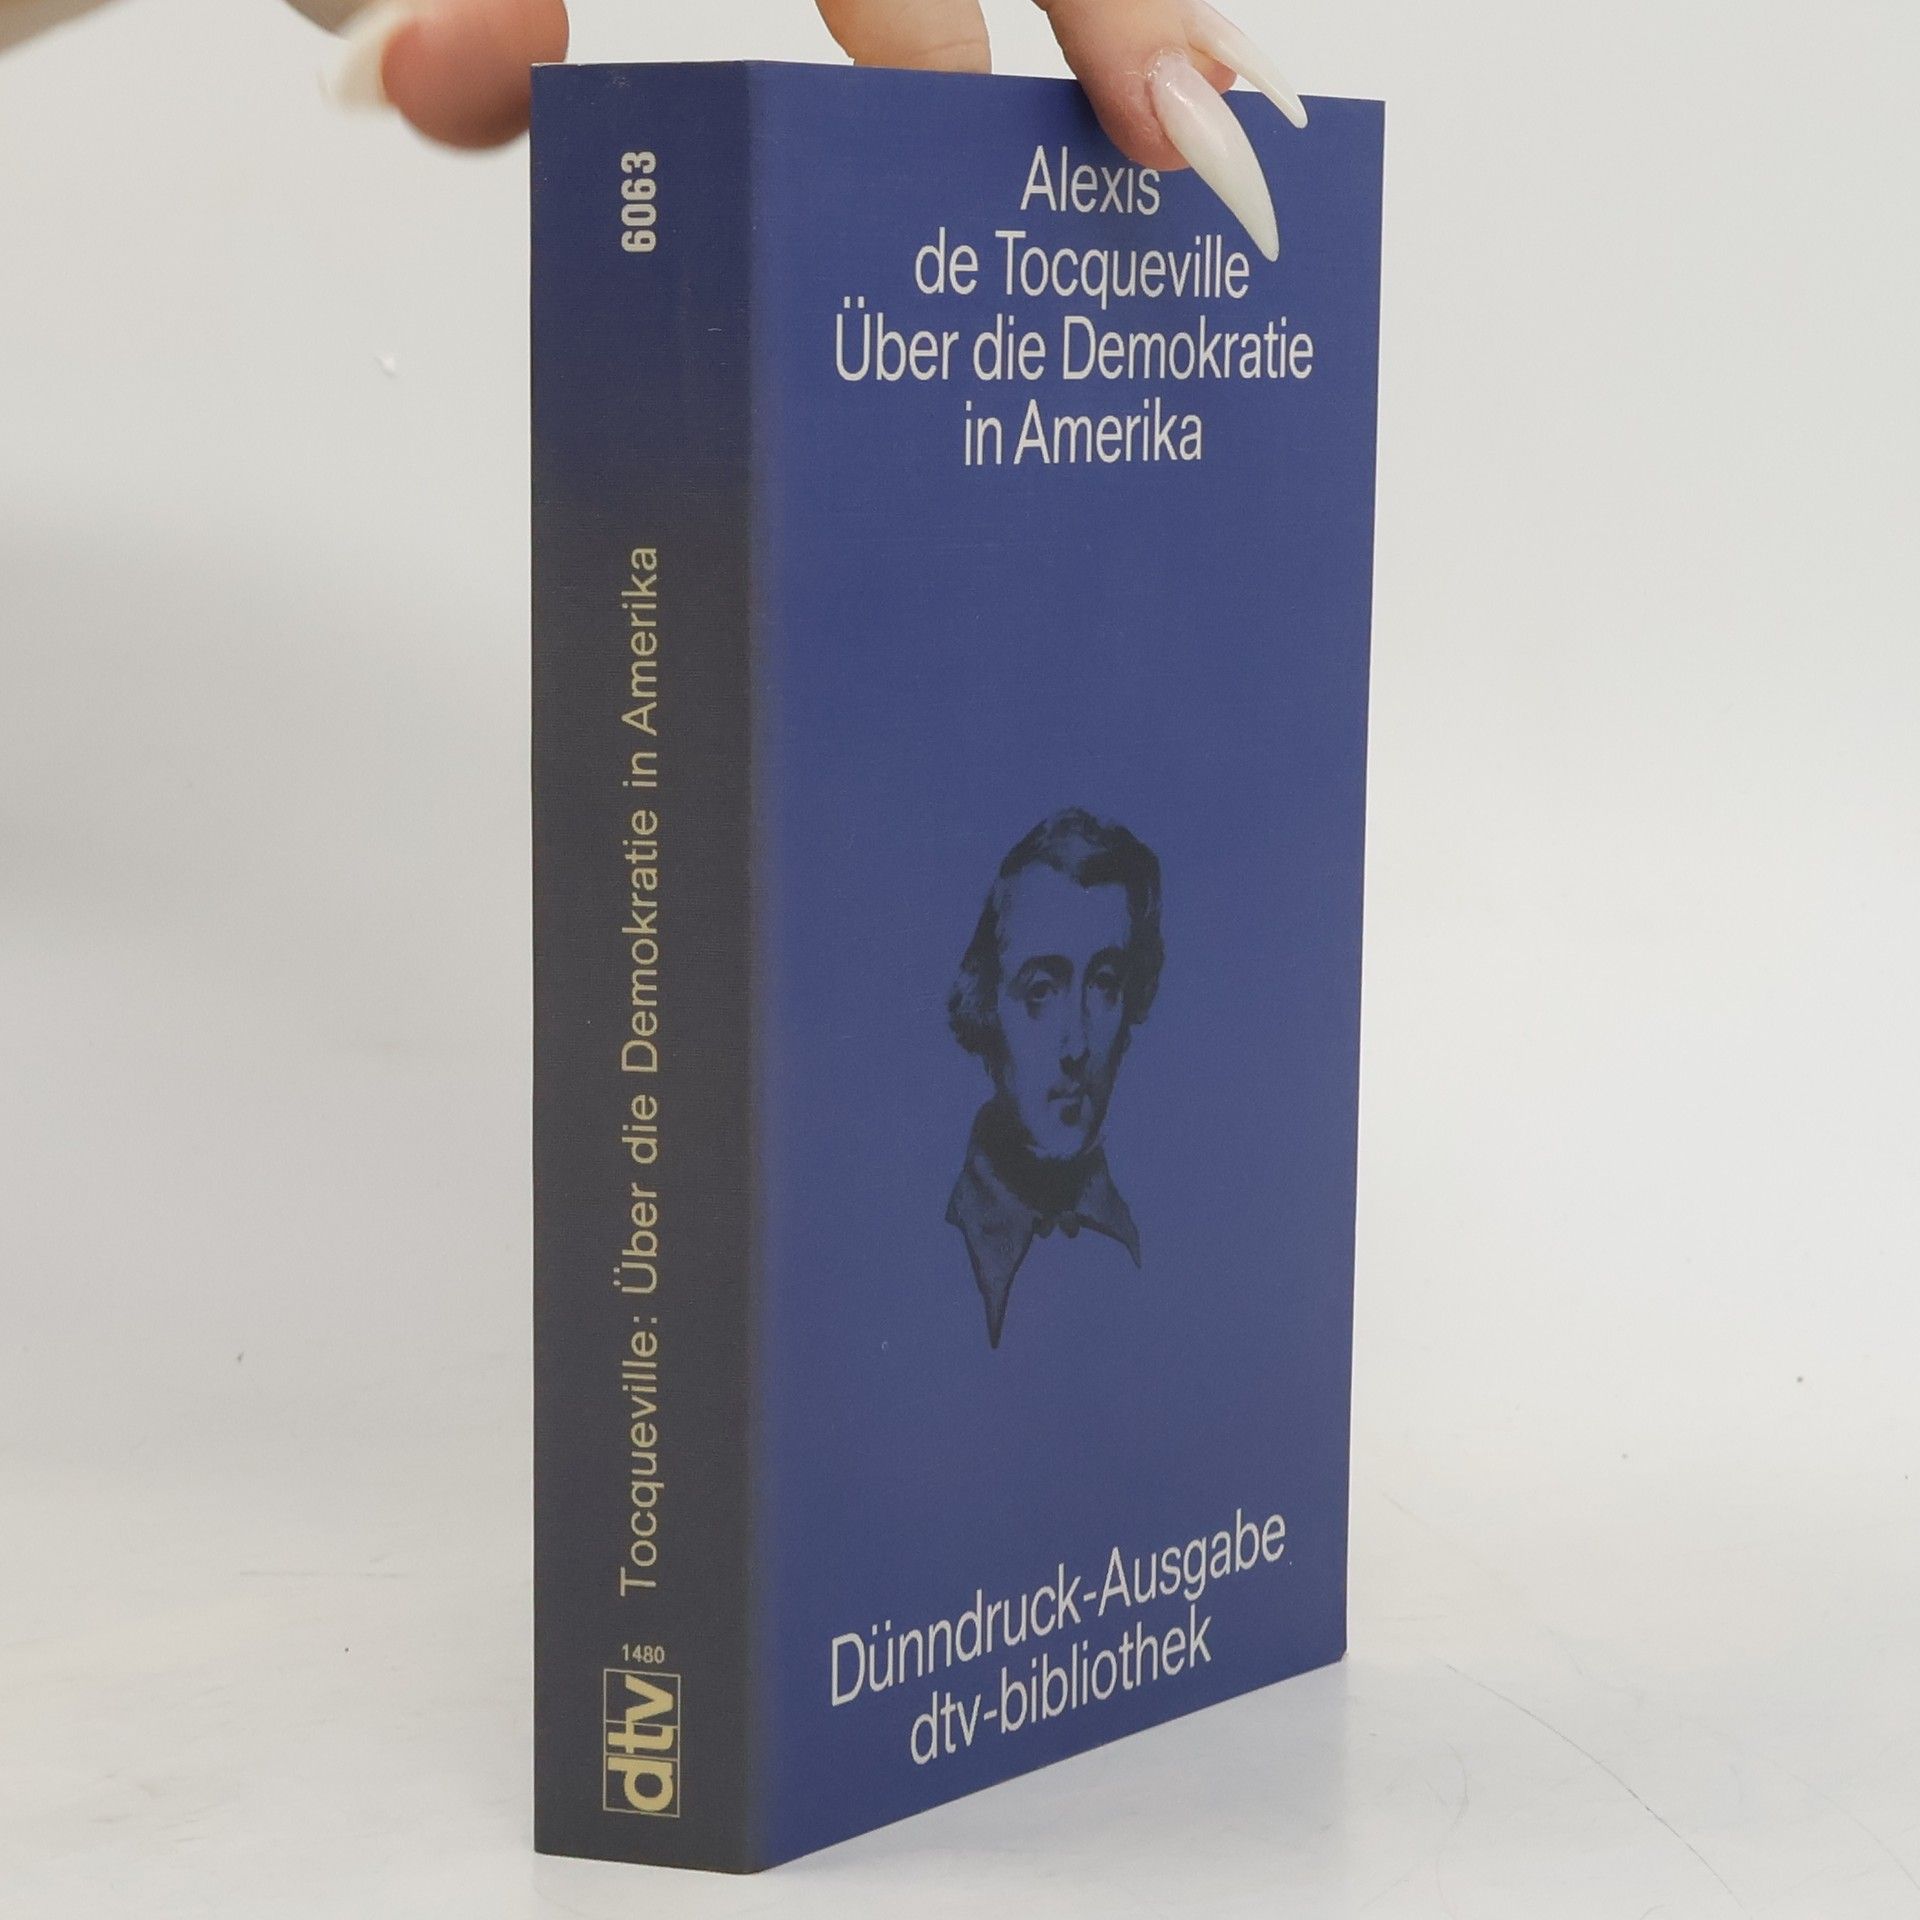 6063
Tocqueville: Über die Demokratie in Amerika
1480
dtv
Alexis
de Tocqueville
Über die Demokratie
in Amerika
Dünndruck-Ausgabe
dtv-bibliothek